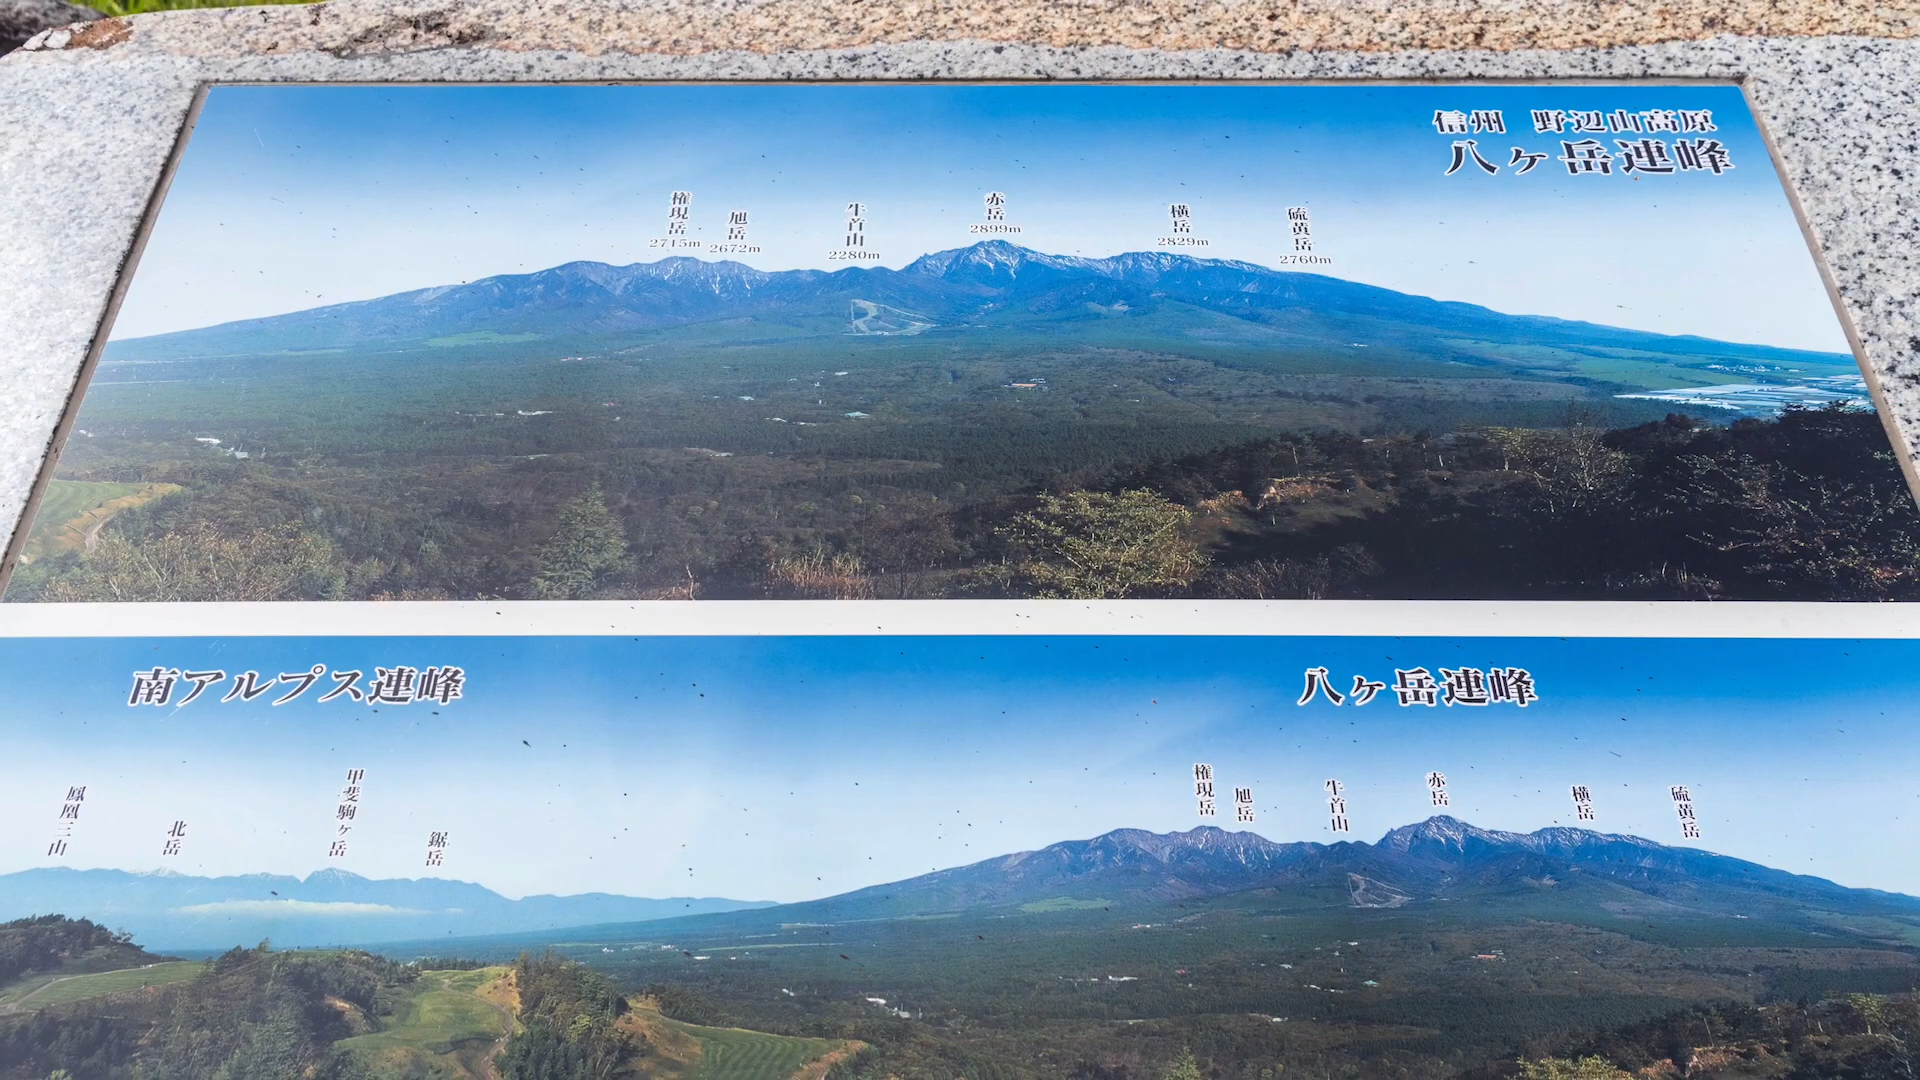 信州 野辺山高原
八ヶ岳連峰
権現岳
2715m
旭岳
2672m
牛首山
2280m
赤岳
2899m
横岳
2829m
硫黄岳
2760m
南アルプス連峰
八ヶ岳連峰
鳳凰三山
北岳
甲斐駒ヶ岳
鋸岳
権現岳
旭岳
牛首山
赤岳
横岳
硫黄岳